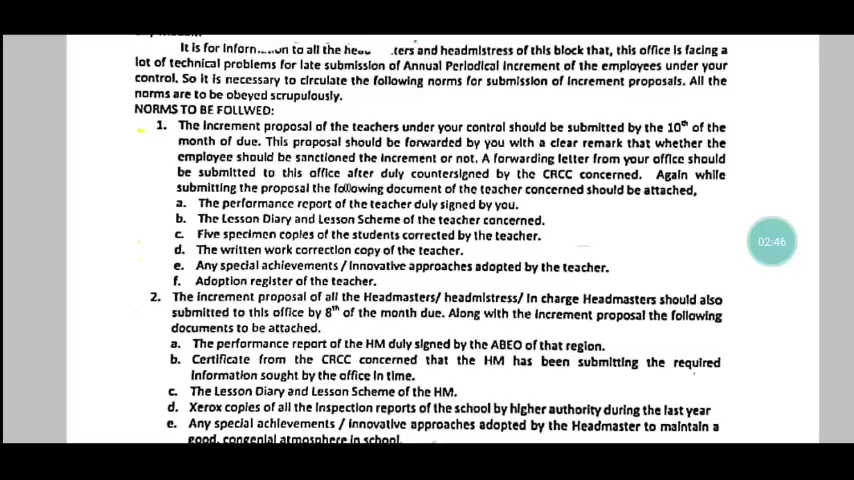 It is for to all the and headmistress of this block that, this office is facing a
lot of technical problems for late submission of Annual Periodical Increment of the employees under your
control. So it is necessary to circulate the following norms for submission of increment proposals. All the
norms are to be obeyed scrupulously.
NORMS TO BE FOLLWED:
1. The increment proposal of the teachers under your control should be submitted by the 10th of the
month of due. This proposal should be forwarded by you with a clear remark that whether the
employee should be sanctioned the increment or not. A forwarding letter from your office should
be submitted to this office after duly countersigned by the CRCC concerned. Again while
submitting the proposal the following document of the teacher concerned should be attached,
a. The performance report of the teacher duly signed by you.
b. The Lesson Diary and Lesson Scheme of the teacher concerned.
c. Five specimen copies of the students corrected by the teacher.
d. The written work correction copy of the teacher.
e. Any special achievements / innovative approaches adopted by the teacher.
f. Adoption register of the teacher.
02:46
2. The increment proposal of all the Headmasters/ headmistress/ in charge Headmasters should also
submitted to this office by 8th of the month due. Along with the increment proposal the following
documents to be attached.
a. The performance report of the HM duly signed by the ABEO of that region.
b. Certificate from the CRCC concerned that the HM has been submitting the required
information sought by the office in time.
c. The Lesson Diary and Lesson Scheme of the HM.
d. Xerox copies of all the inspection reports of the school by higher authority during the last year
e. Any special achievements / innovative approaches adopted by the Headmaster to maintain a
good, congenial atmosphere in school.